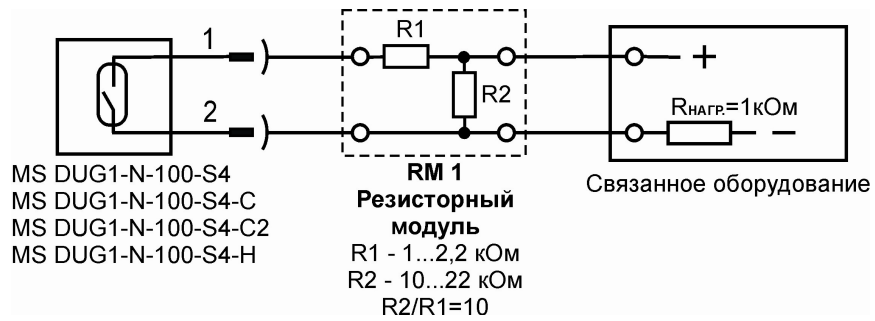 1
2
R1
R2
+
Rнагр.=1кОм
–
MS DUG1-N-100-S4
MS DUG1-N-100-S4-C
MS DUG1-N-100-S4-C2
MS DUG1-N-100-S4-H
RM 1
Резисторный
модуль
R1 - 1...2,2 кОм
R2 - 10...22 кОм
R2/R1=10
Связанное оборудование